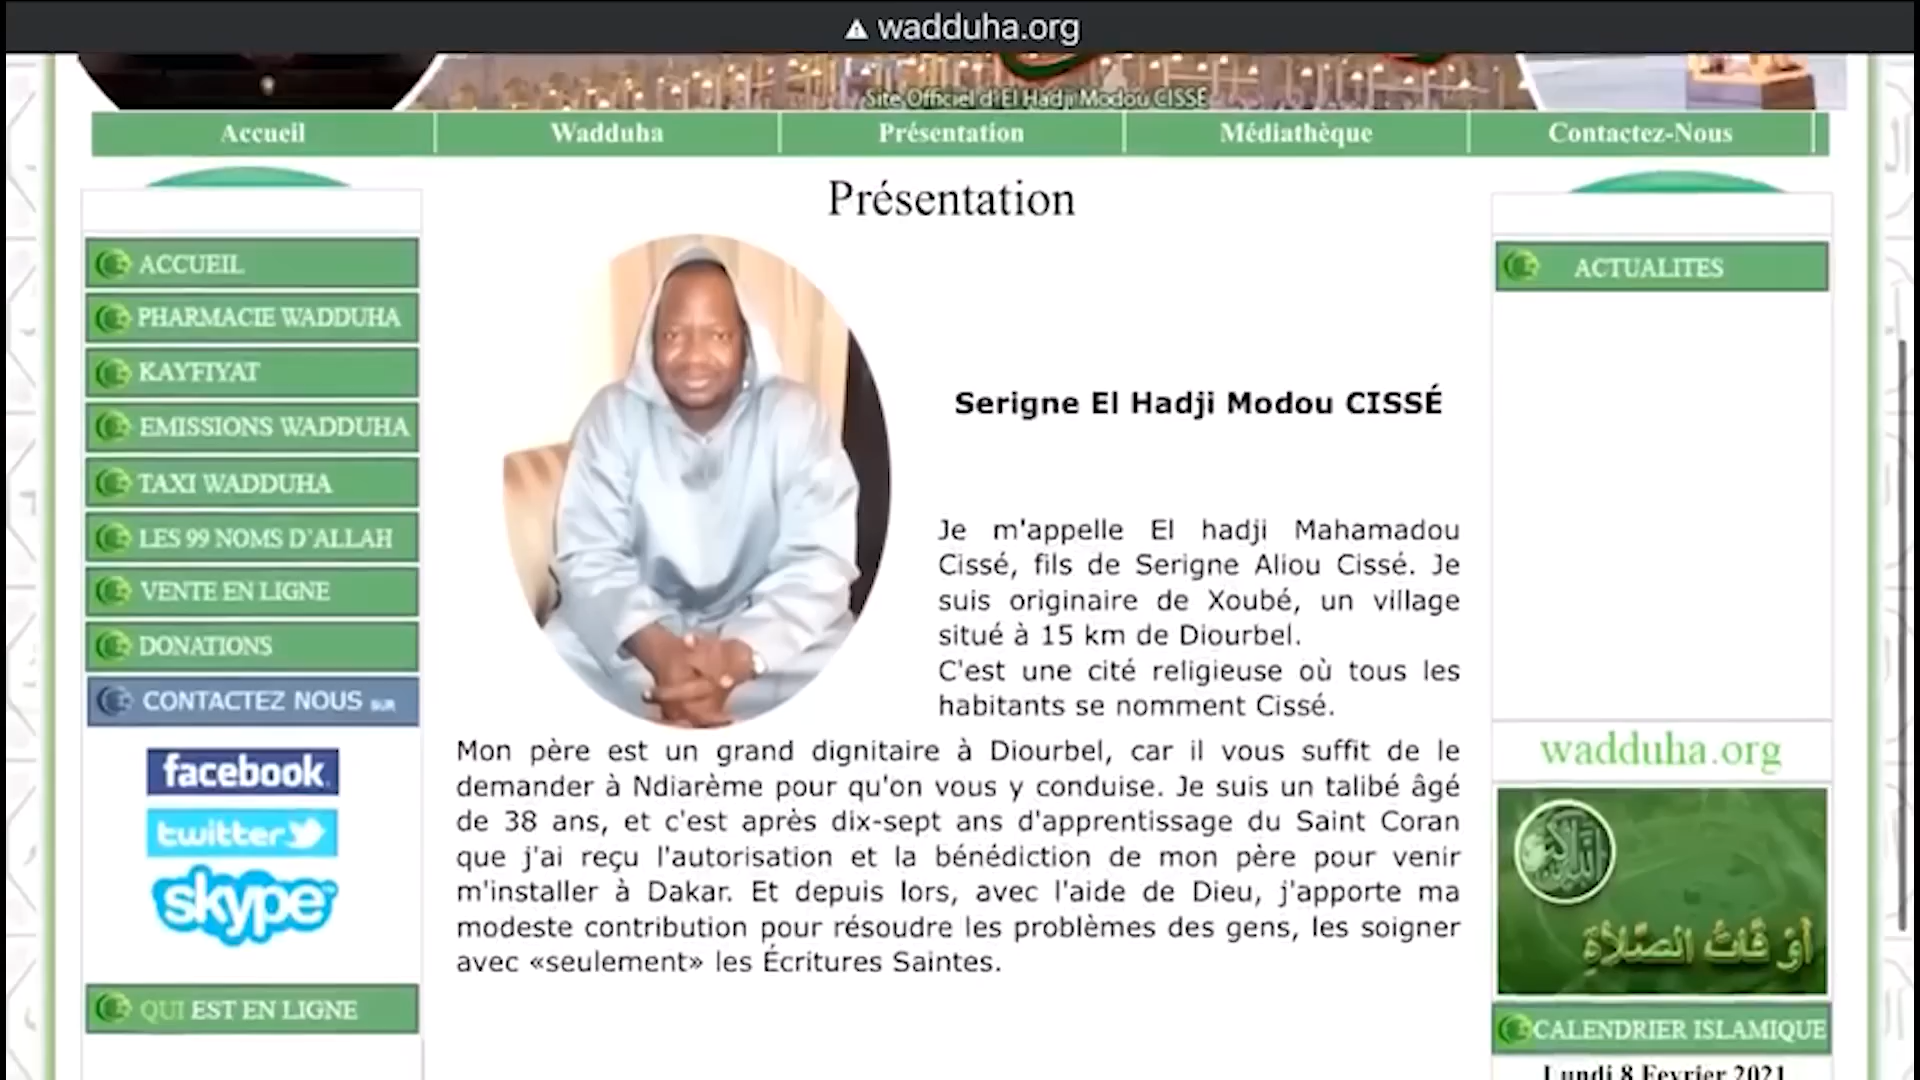 wadduha.org
Site Officiel d'El Hadji Modou CISSE
Accueil
Wadduha
Présentation
Médiathèque
Contactez-Nous
Présentation
ACCUEIL
PHARMACIE WADDUHA
KAYFIYAT
EMISSIONS WADDUHA
TAXI WADDUHA
LES 99 NOMS D'ALLAH
VENTE EN LIGNE
DONATIONS
CONTACTEZ NOUS SUR
facebook
twitter
skype
QUI EST EN LIGNE
Serigne El Hadji Modou CISSÉ
Je m'appelle El hadji Mahamadou
Cissé, fils de Serigne Aliou Cissé. Je
suis originaire de Xoubé, un village
situé à 15 km de Diourbel.
C'est une cité religieuse où tous les
habitants se nomment Cissé.
Mon père est un grand dignitaire à Diourbel, car il vous suffit de le
demander à Ndiarème pour qu'on vous y conduise. Je suis un talibé âgé
de 38 ans, et c'est après dix-sept ans d'apprentissage du Saint Coran
que j'ai reçu l'autorisation et la bénédiction de mon père pour venir
m'installer à Dakar. Et depuis lors, avec l'aide de Dieu, j'apporte ma
modeste contribution pour résoudre les problèmes des gens, les soigner
avec «seulement» les Écritures Saintes.
ACTUALITES
wadduha.org
أوْقَاتُ الصَّلاَةِ
CALENDRIER ISLAMIQUE
Lundi 8 Fevrier 2021